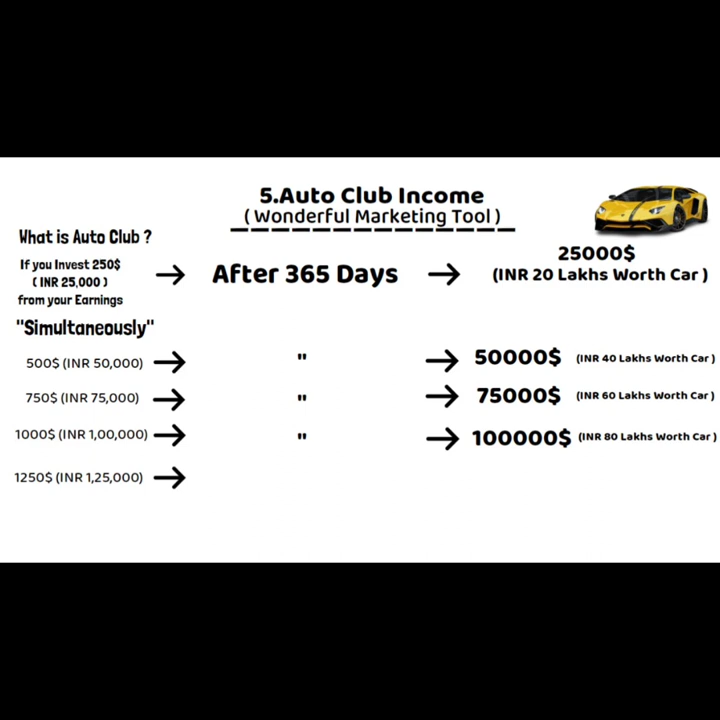 5.Auto Club Income
( Wonderful Marketing Tool )
What is Auto Club ?
If you Invest 250$
( INR 25,000 )
from your Earnings
After 365 Days
25000$
(INR 20 Lakhs Worth Car )
"Simultaneously"
500$ (INR 50,000) " 50000$ (INR 40 Lakhs Worth Car )
750$ (INR 75,000) " 75000$ (INR 60 Lakhs Worth Car )
1000$ (INR 1,00,000) " 100000$ (INR 80 Lakhs Worth Car )
1250$ (INR 1,25,000)